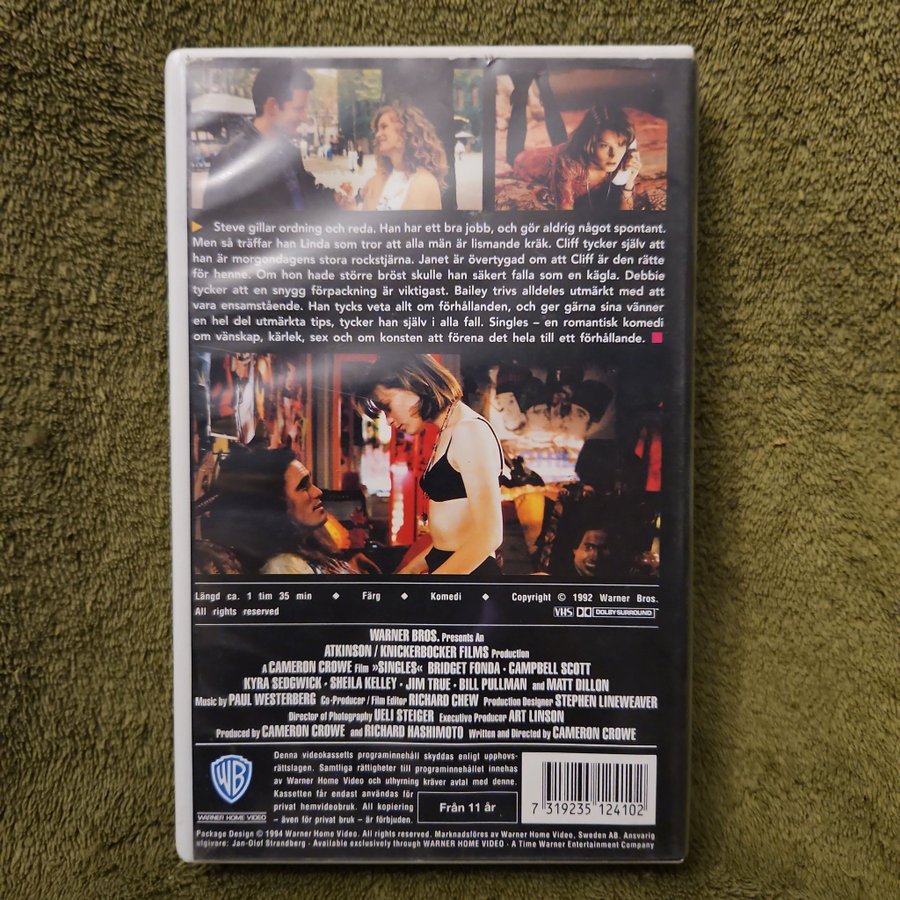 Steve gillar ordning och reda. Han har ett bra jobb, och gör aldrig något spontant.
Men så träffar han Linda som tror att alla män är lismande kräk. Cliff tycker själv att
han är morgondagens stora rockstjärna. Janet är övertygad om att Cliff är den rätte
för henne. Om hon hade större bröst skulle han säkert falla som en kägla. Debbie
tycker att en snygg förpackning är viktigast. Bailey trivs alldeles utmärkt med att
vara ensamstående. Han tycks veta allt om förhållanden, och ger gärna sina vänner
en hel del utmärkta tips, tycker han själv i alla fall. Singles – en romantisk komedi
om vänskap, kärlek, sex och om konsten att förena det hela till ett förhållande.
Längd ca. 1 tim 35 min ◆ Färg ◆ Komedi ◆ Copyright © 1992 Warner Bros.
All rights reserved VHS DOLBY SURROUND
WARNER BROS. Presents An
ATKINSON / KNICKERBOCKER FILMS Production
A CAMERON CROWE Film »SINGLES« BRIDGET FONDA · CAMPBELL SCOTT
KYRA SEDGWICK · SHEILA KELLEY · JIM TRUE · BILL PULLMAN and MATT DILLON
Music by PAUL WESTERBERG Co-Producer / Film Editor RICHARD CHEW Production Designer STEPHEN LINEWEAVER
Director of Photography UELI STEIGER Executive Producer ART LINSON
Produced by CAMERON CROWE and RICHARD HASHIMOTO Written and Directed by CAMERON CROWE
WB
WARNER HOME VIDEO
Denna videokassetts programinnehåll skyddas enligt upphovs-
rättslagen. Samtliga rättigheter till programinnehållet innehas
av Warner Home Video och uthyrning kräver avtal med denne.
Kassetten får endast användas för
privat hemvideobruk. All kopiering
– även för privat bruk – är förbjuden.
Från 11 år
7 319235 124102
Package Design © 1994 Warner Home Video. All rights reserved. Marknadsföres av Warner Home Video, Sweden AB. Ansvarig
utgivare: Jan-Olof Strandberg · Available exclusively through WARNER HOME VIDEO · A Time Warner Entertainment Company